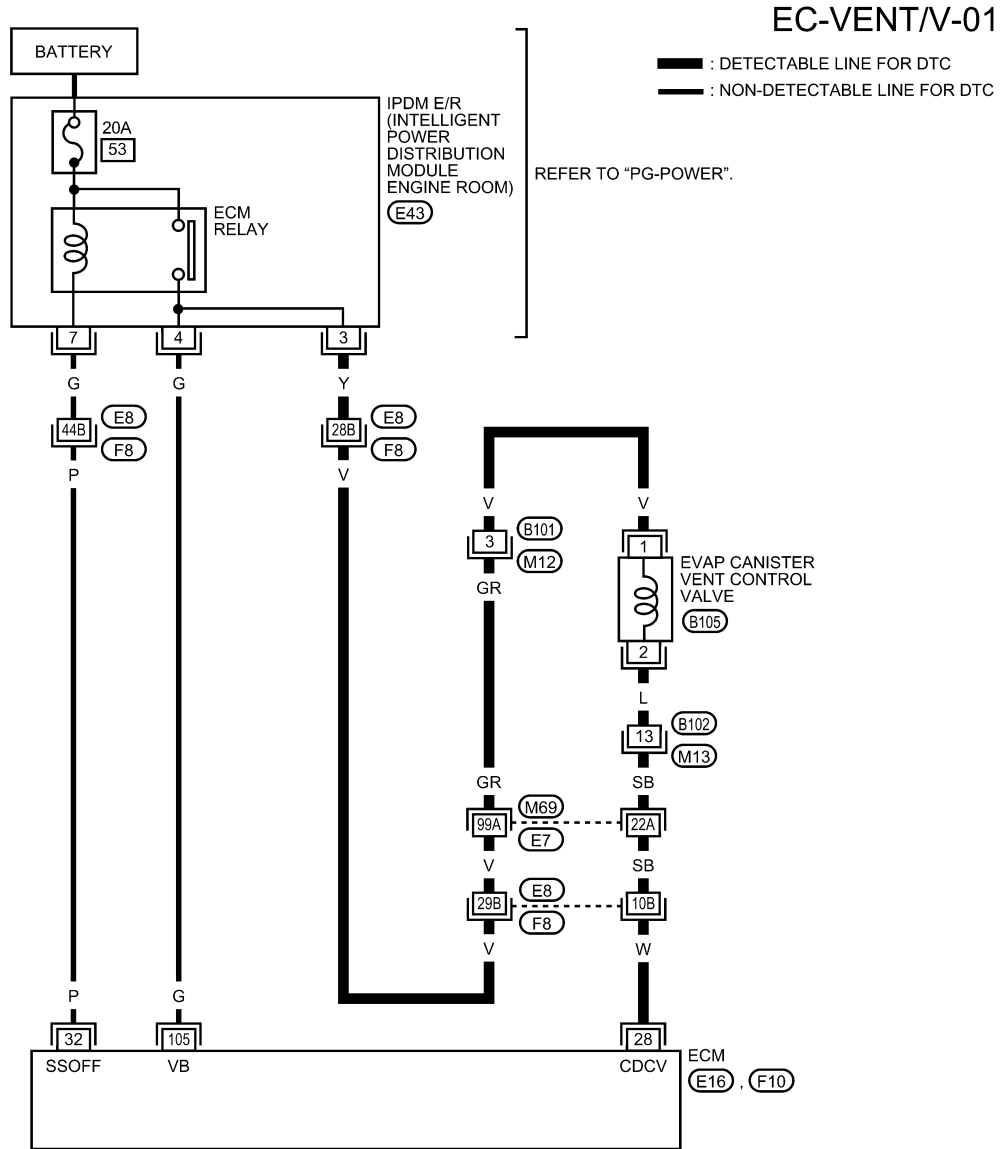 EC-VENT/V-01
: DETECTABLE LINE FOR DTC
: NON-DETECTABLE LINE FOR DTC
BATTERY
IPDM E/R
(INTELLIGENT
POWER
DISTRIBUTION
MODULE
ENGINE ROOM)
E43
20A
53
REFER TO “PG-POWER”.
ECM
RELAY
7
4
3
G
G
Y
44B
E8
F8
28B
E8
F8
P
V
V
V
3
B101
M12
1
EVAP CANISTER
VENT CONTROL
VALVE
B105
GR
2
L
13
B102
M13
GR
SB
99A
M69
E7
22A
V
SB
29B
E8
F8
10B
V
W
P
G
32
105
28
SSOFF
VB
CDCV
ECM
E16 , F10